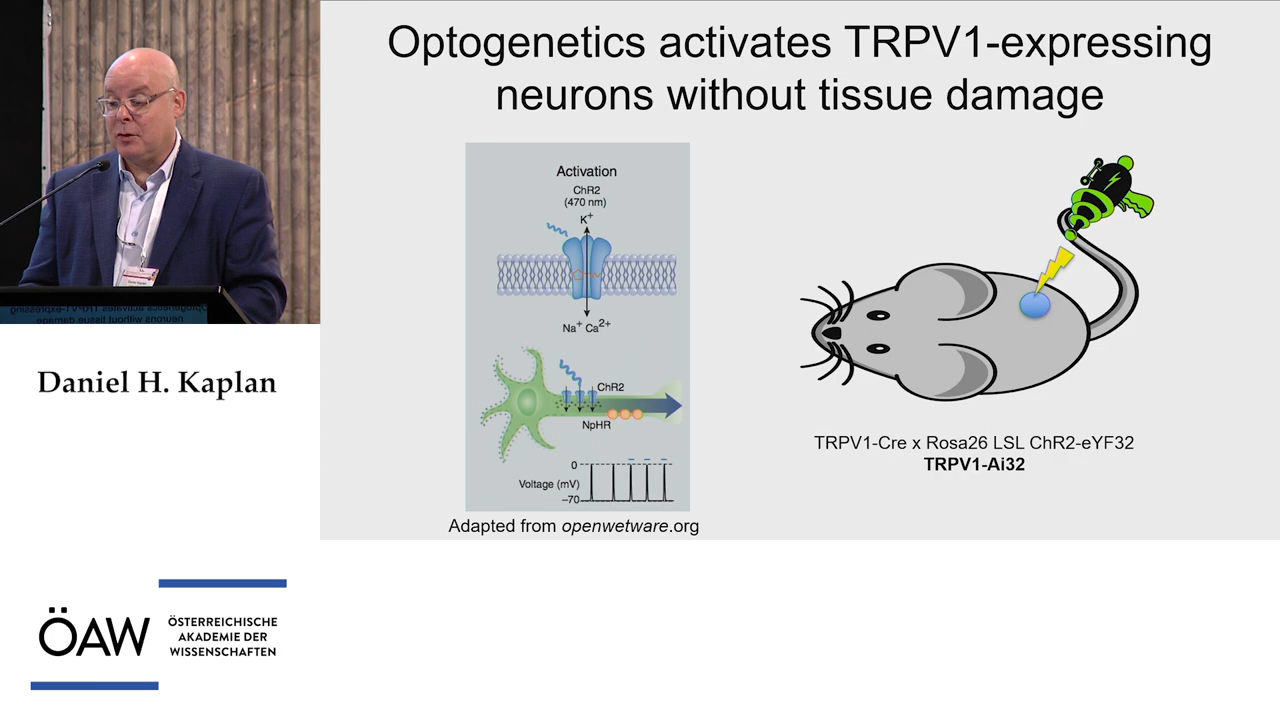 Optogenetics activates TRPV1-expressing
neurons without tissue damage
Activation
ChR2
(470 nm)
K+
Na+ Ca2+
ChR2
NpHR
0
Voltage (mV)
–70
Adapted from openwetware.org
TRPV1-Cre x Rosa26 LSL ChR2-eYF32
TRPV1-Ai32
Daniel H. Kaplan
ÖAW
ÖSTERREICHISCHE
AKADEMIE DER
WISSENSCHAFTEN